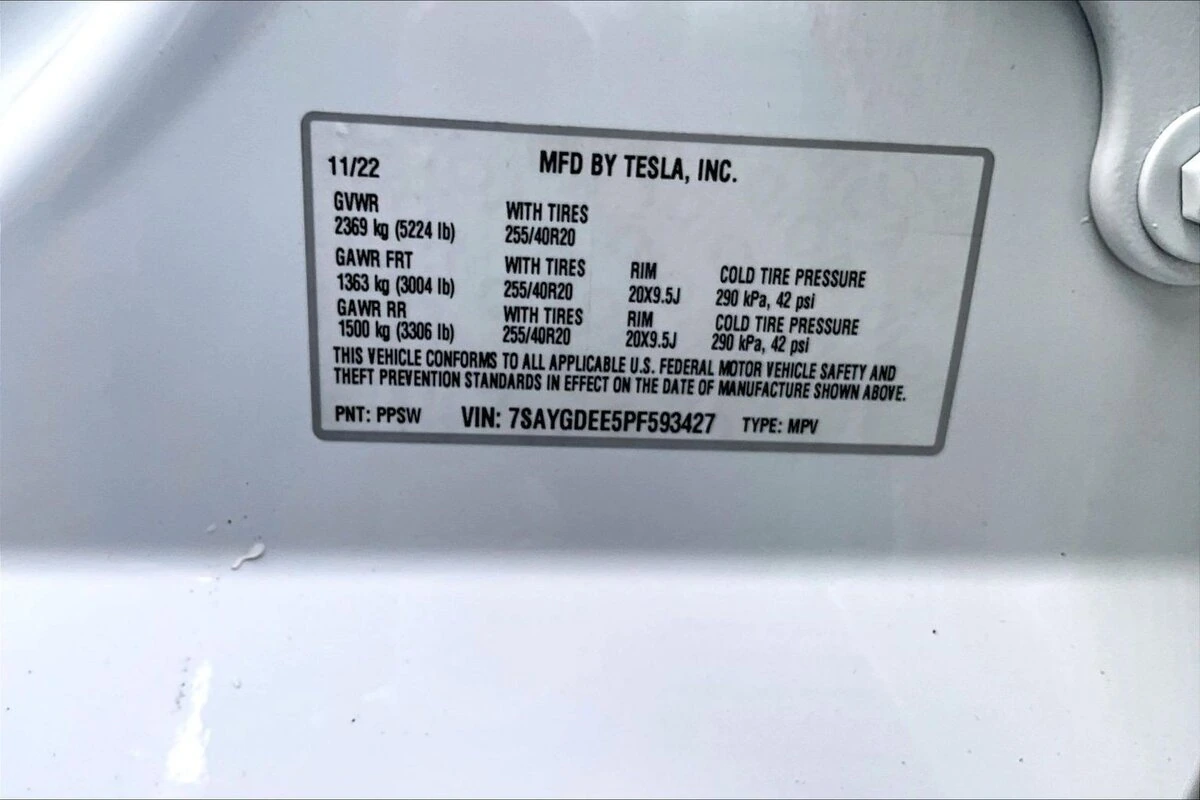 11/22 MFD BY TESLA, INC.
GVWR WITH TIRES
2369 kg (5224 lb) 255/40R20
GAWR FRT WITH TIRES RIM COLD TIRE PRESSURE
1363 kg (3004 lb) 255/40R20 20X9.5J 290 kPa, 42 psi
GAWR RR WITH TIRES RIM COLD TIRE PRESSURE
1500 kg (3306 lb) 255/40R20 20X9.5J 290 kPa, 42 psi
THIS VEHICLE CONFORMS TO ALL APPLICABLE U.S. FEDERAL MOTOR VEHICLE SAFETY AND
THEFT PREVENTION STANDARDS IN EFFECT ON THE DATE OF MANUFACTURE SHOWN ABOVE.
PNT: PPSW VIN: 7SAYGDEE5PF593427 TYPE: MPV